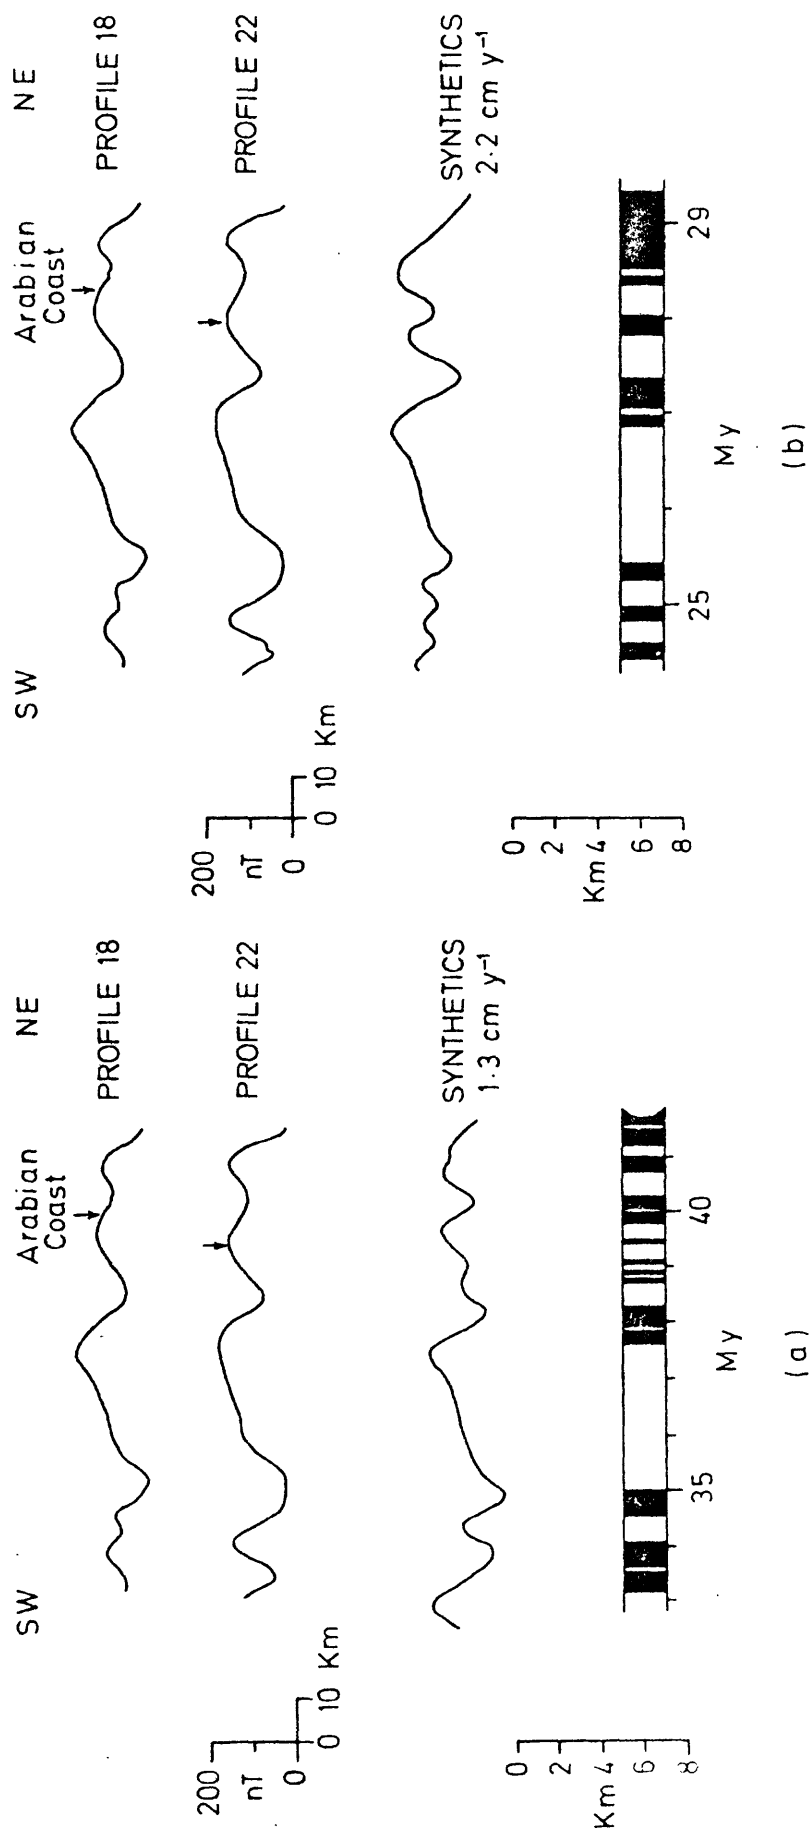 SW
NE
Arabian
Coast
PROFILE 18
PROFILE 22
200
nT
0
0 10 Km
SYNTHETICS
1·3 cm y⁻¹
0
2
Km 4
6
8
35
40
My
(a)
SW
NE
Arabian
Coast
PROFILE 18
PROFILE 22
200
nT
0
0 10 Km
SYNTHETICS
2·2 cm y⁻¹
0
2
Km 4
6
8
25
29
My
(b)